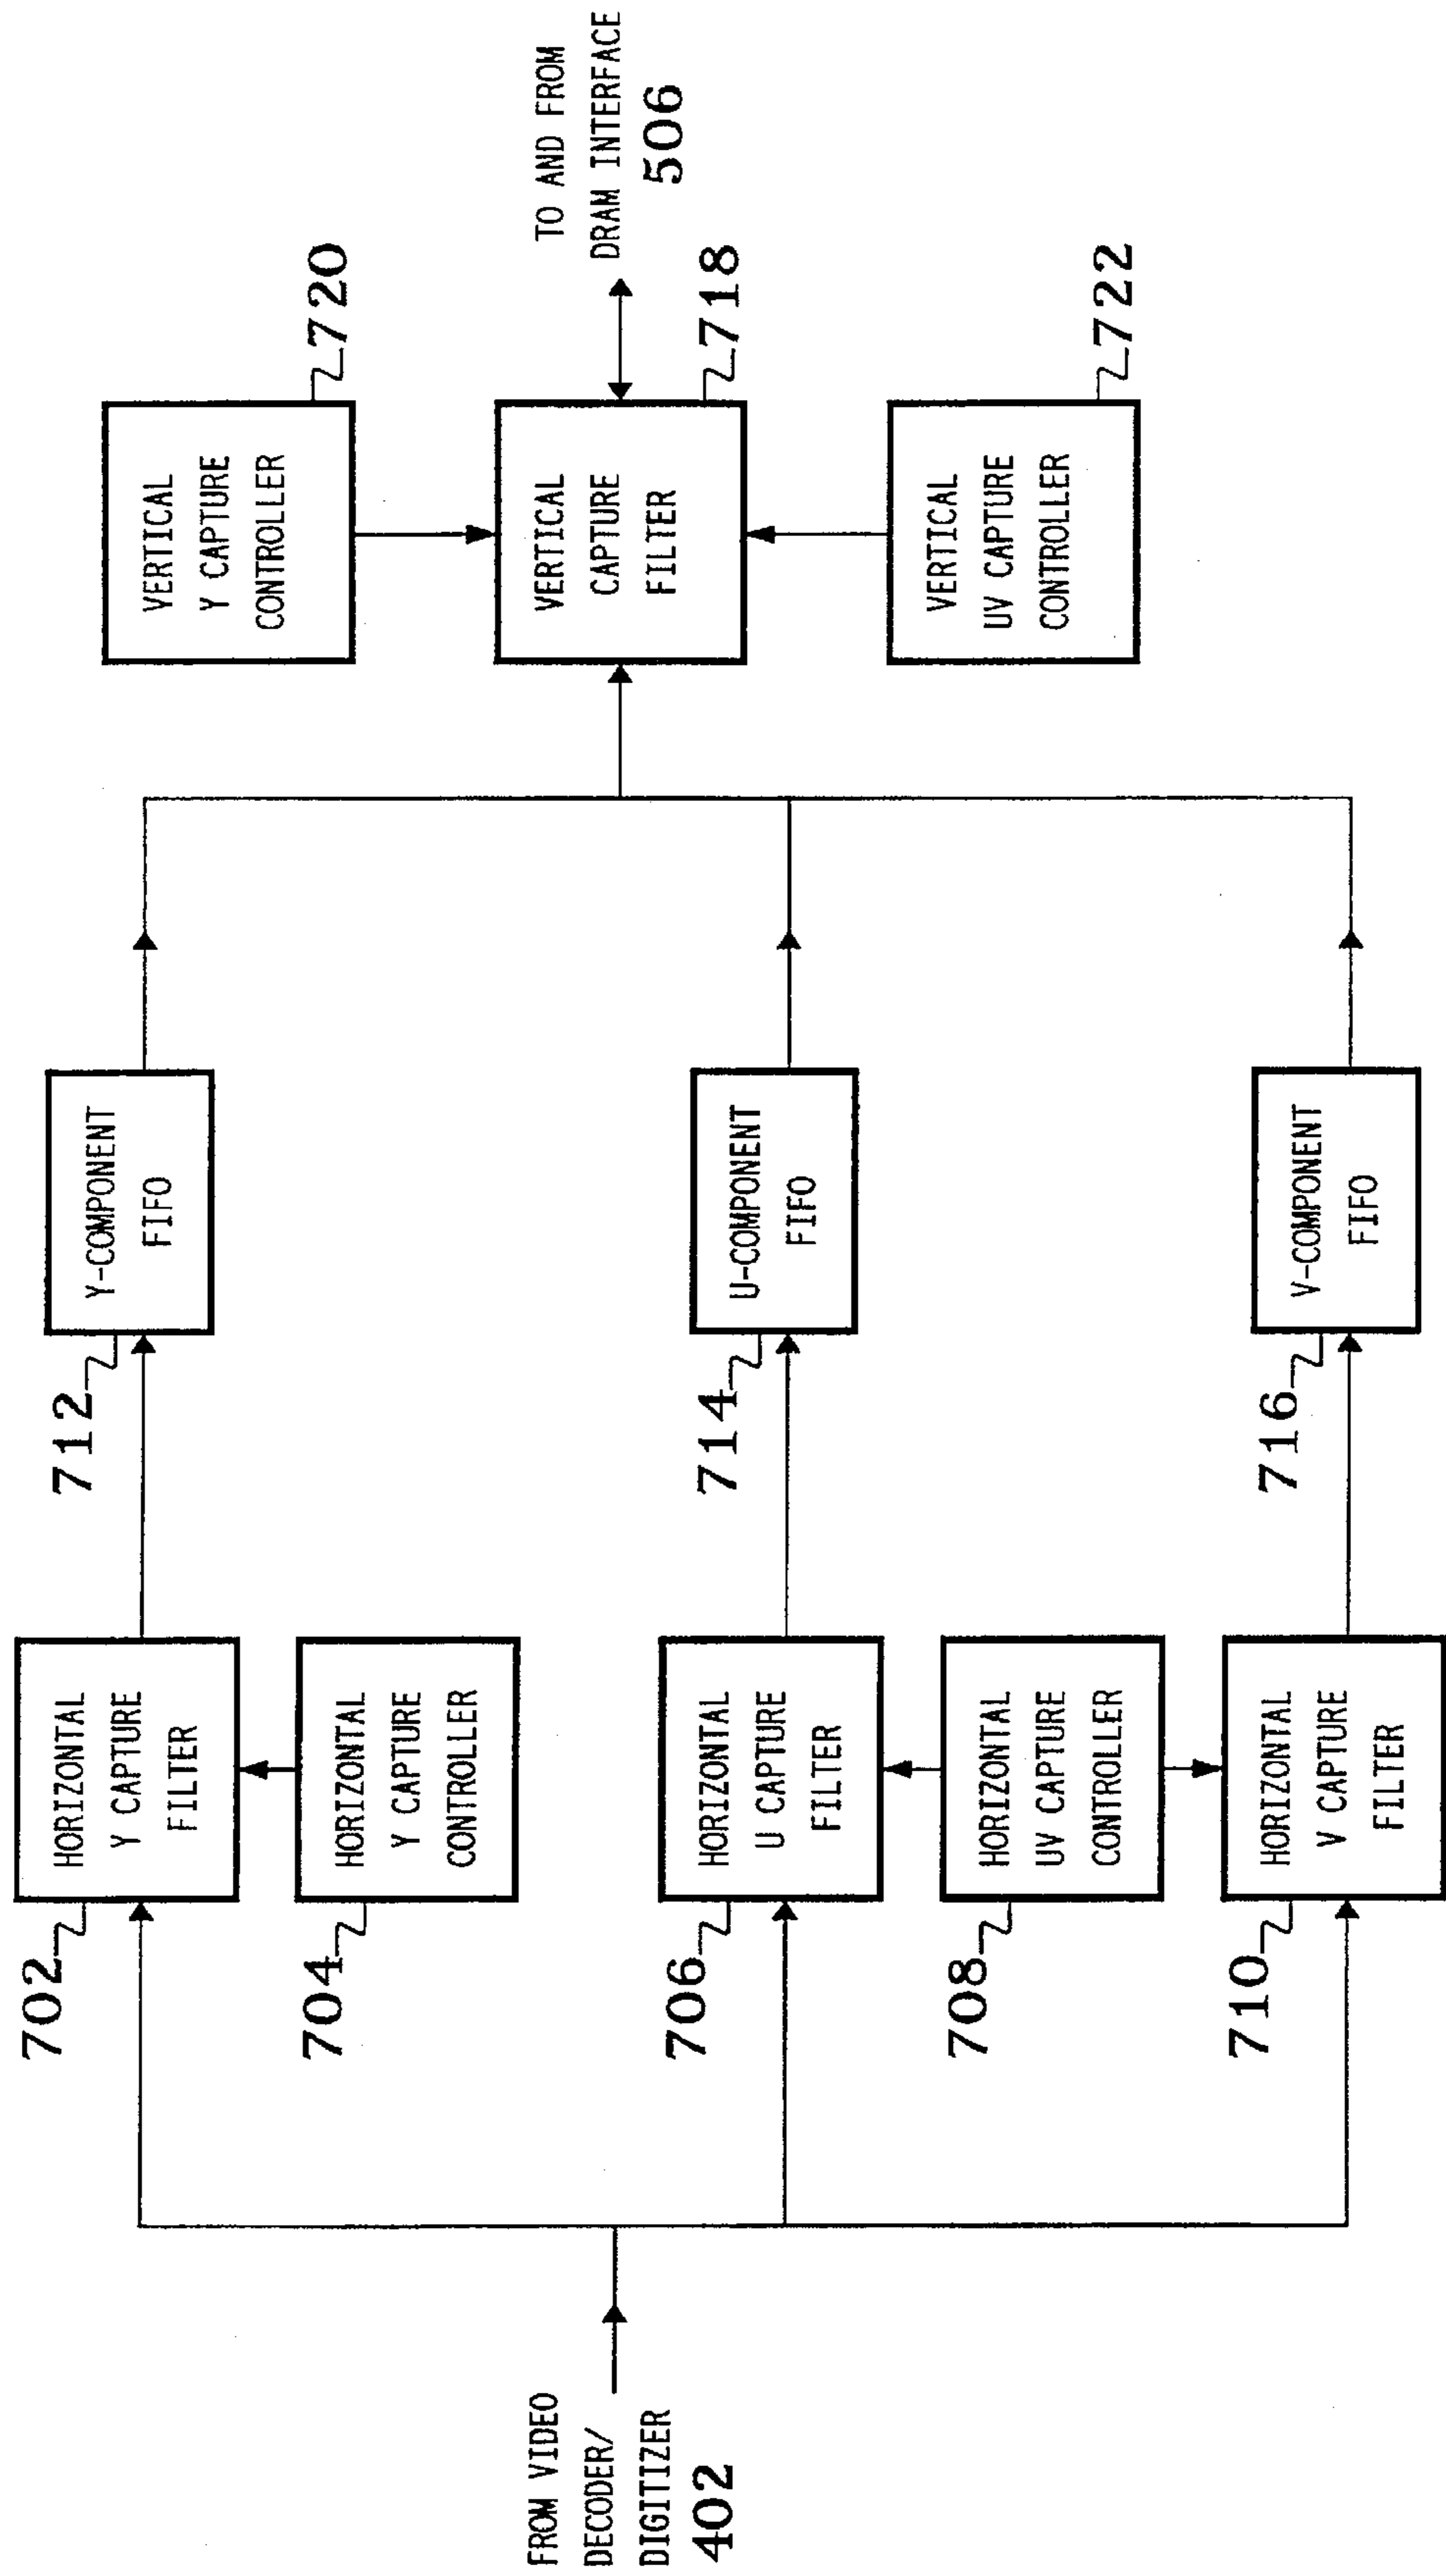 FROM VIDEO
DECODER/
DIGITIZER
402
702
HORIZONTAL
Y CAPTURE
FILTER
704
HORIZONTAL
Y CAPTURE
CONTROLLER
706
HORIZONTAL
U CAPTURE
FILTER
708
HORIZONTAL
UV CAPTURE
CONTROLLER
710
HORIZONTAL
V CAPTURE
FILTER
712
Y-COMPONENT
FIFO
714
U-COMPONENT
FIFO
716
V-COMPONENT
FIFO
VERTICAL
Y CAPTURE
CONTROLLER
720
VERTICAL
CAPTURE
FILTER
718
VERTICAL
UV CAPTURE
CONTROLLER
722
TO AND FROM
DRAM INTERFACE
506